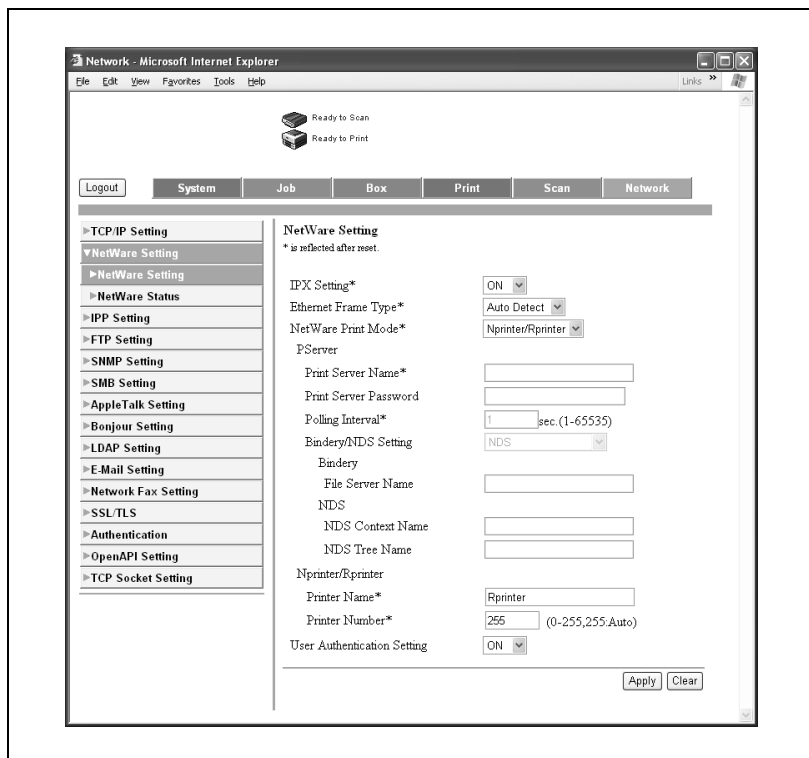 Network - Microsoft Internet Explorer
File Edit View Favorites Tools Help
Links »
Ready to Scan
Ready to Print
Logout
System Job Box Print Scan Network
TCP/IP Setting
NetWare Setting
NetWare Setting
NetWare Status
IPP Setting
FTP Setting
SNMP Setting
SMB Setting
AppleTalk Setting
Bonjour Setting
LDAP Setting
E-Mail Setting
Network Fax Setting
SSL/TLS
Authentication
OpenAPI Setting
TCP Socket Setting
NetWare Setting
* is reflected after reset.
IPX Setting* ON
Ethernet Frame Type* Auto Detect
NetWare Print Mode* Nprinter/Rprinter
PServer
Print Server Name*
Print Server Password
Polling Interval* 1 sec.(1-65535)
Bindery/NDS Setting NDS
Bindery
File Server Name
NDS
NDS Context Name
NDS Tree Name
Nprinter/Rprinter
Printer Name* Rprinter
Printer Number* 255 (0-255,255:Auto)
User Authentication Setting ON
Apply Clear